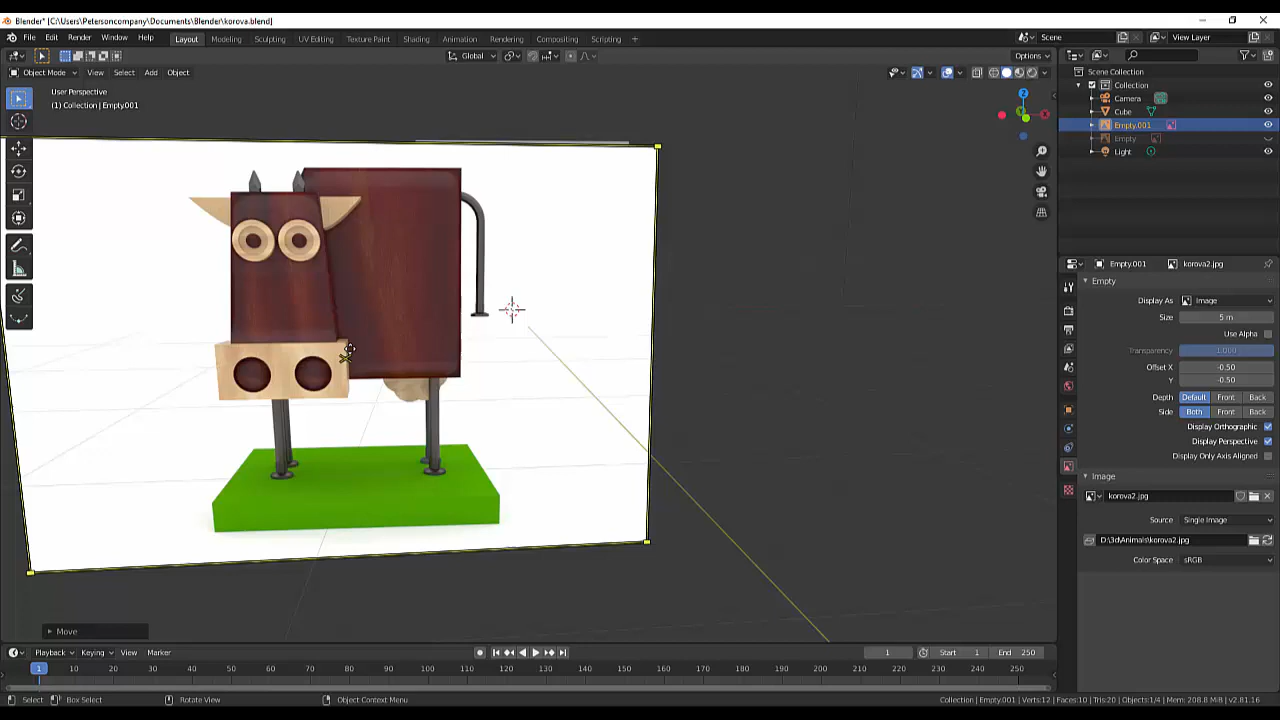 Blender* [C:\Users\Petersoncompany\Documents\Blender\korova.blend]
File Edit Render Window Help Layout Modeling Sculpting UV Editing Texture Paint Shading Animation Rendering Compositing Scripting + Scene View Layer
Global Options
Object Mode View Select Add Object
User Perspective
(1) Collection | Empty.001
Z
Scene Collection
Collection
Camera
Cube
Empty.001
Empty
Light
Empty.001 korova2.jpg
Empty
Display As Image
Size 5 m
Use Alpha
Transparency 1.000
Offset X -0.50
Y -0.50
Depth Default Front Back
Side Both Front Back
Display Orthographic
Display Perspective
Display Only Axis Aligned
Image
korova2.jpg
Source Single Image
D:\3d\Animals\korova2.jpg
Color Space sRGB
Move
Playback Keying View Marker 1 Start 1 End 250
1 10 20 30 40 50 60 70 80 90 100 110 120 130 140 150 160 170 180 190 200 210 220 230 240 250
Select Box Select Rotate View Object Context Menu Collection | Empty.001 | Verts:12 | Faces:10 | Tris:20 | Objects:1/4 | Mem: 208.8 MiB | v2.81.16